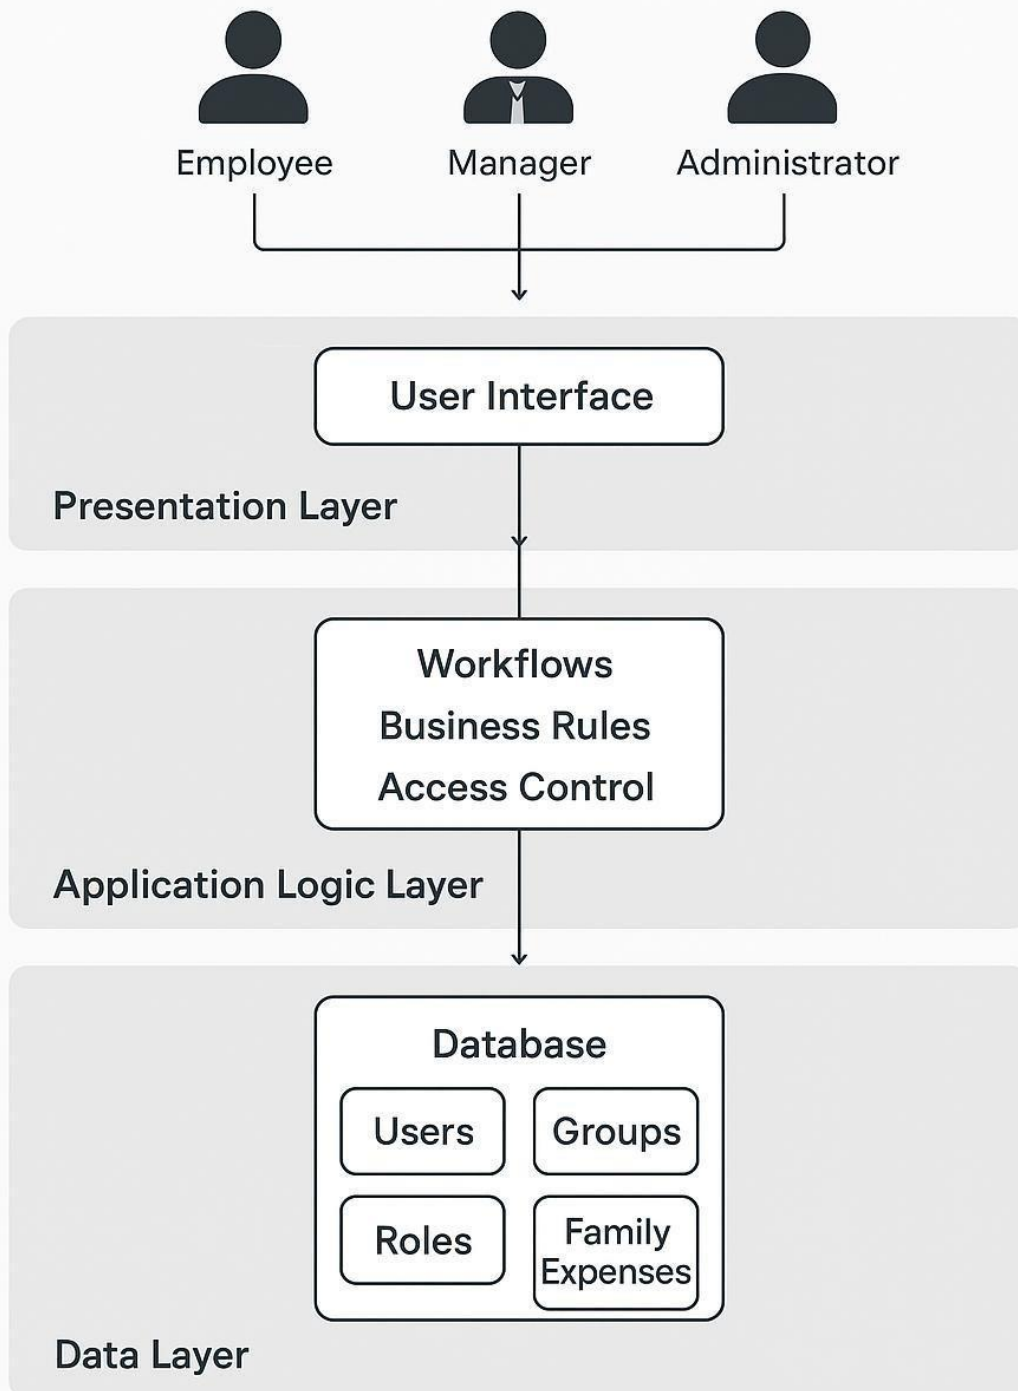 Employee
Manager
Administrator
User Interface
Presentation Layer
Workflows
Business Rules
Access Control
Application Logic Layer
Database
Users
Groups
Roles
Family
Expenses
Data Layer